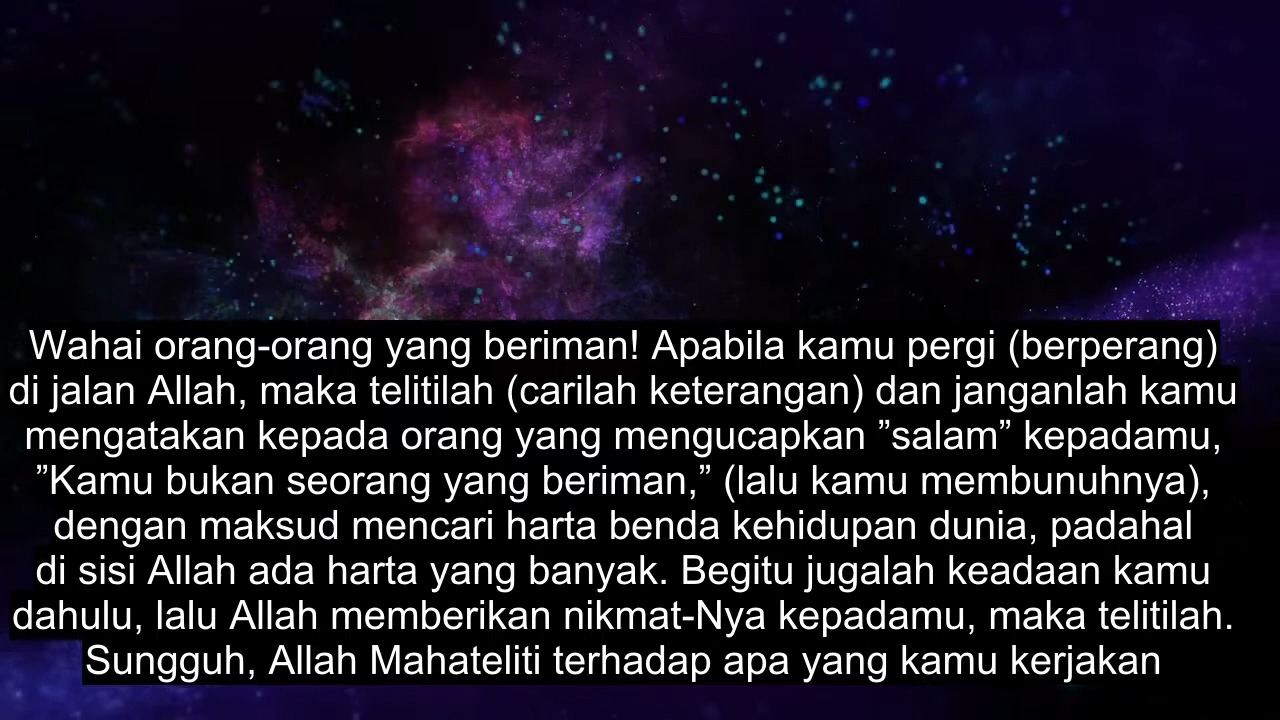 Wahai orang-orang yang beriman! Apabila kamu pergi (berperang)
di jalan Allah, maka telitilah (carilah keterangan) dan janganlah kamu
mengatakan kepada orang yang mengucapkan ”salam” kepadamu,
”Kamu bukan seorang yang beriman,” (lalu kamu membunuhnya),
dengan maksud mencari harta benda kehidupan dunia, padahal
di sisi Allah ada harta yang banyak. Begitu jugalah keadaan kamu
dahulu, lalu Allah memberikan nikmat-Nya kepadamu, maka telitilah.
Sungguh, Allah Mahateliti terhadap apa yang kamu kerjakan